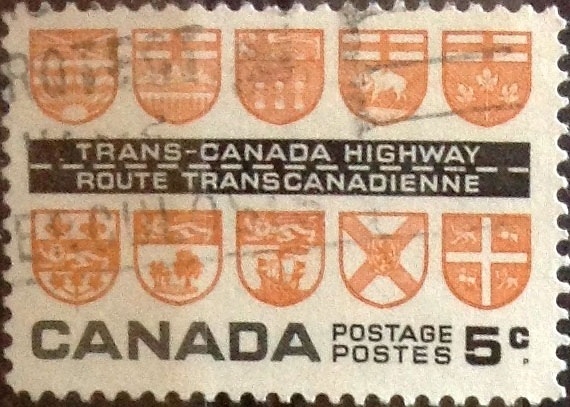 TRANS-CANADA HIGHWAY
ROUTE TRANSCANADIENNE
CANADA POSTAGE POSTES 5c
P